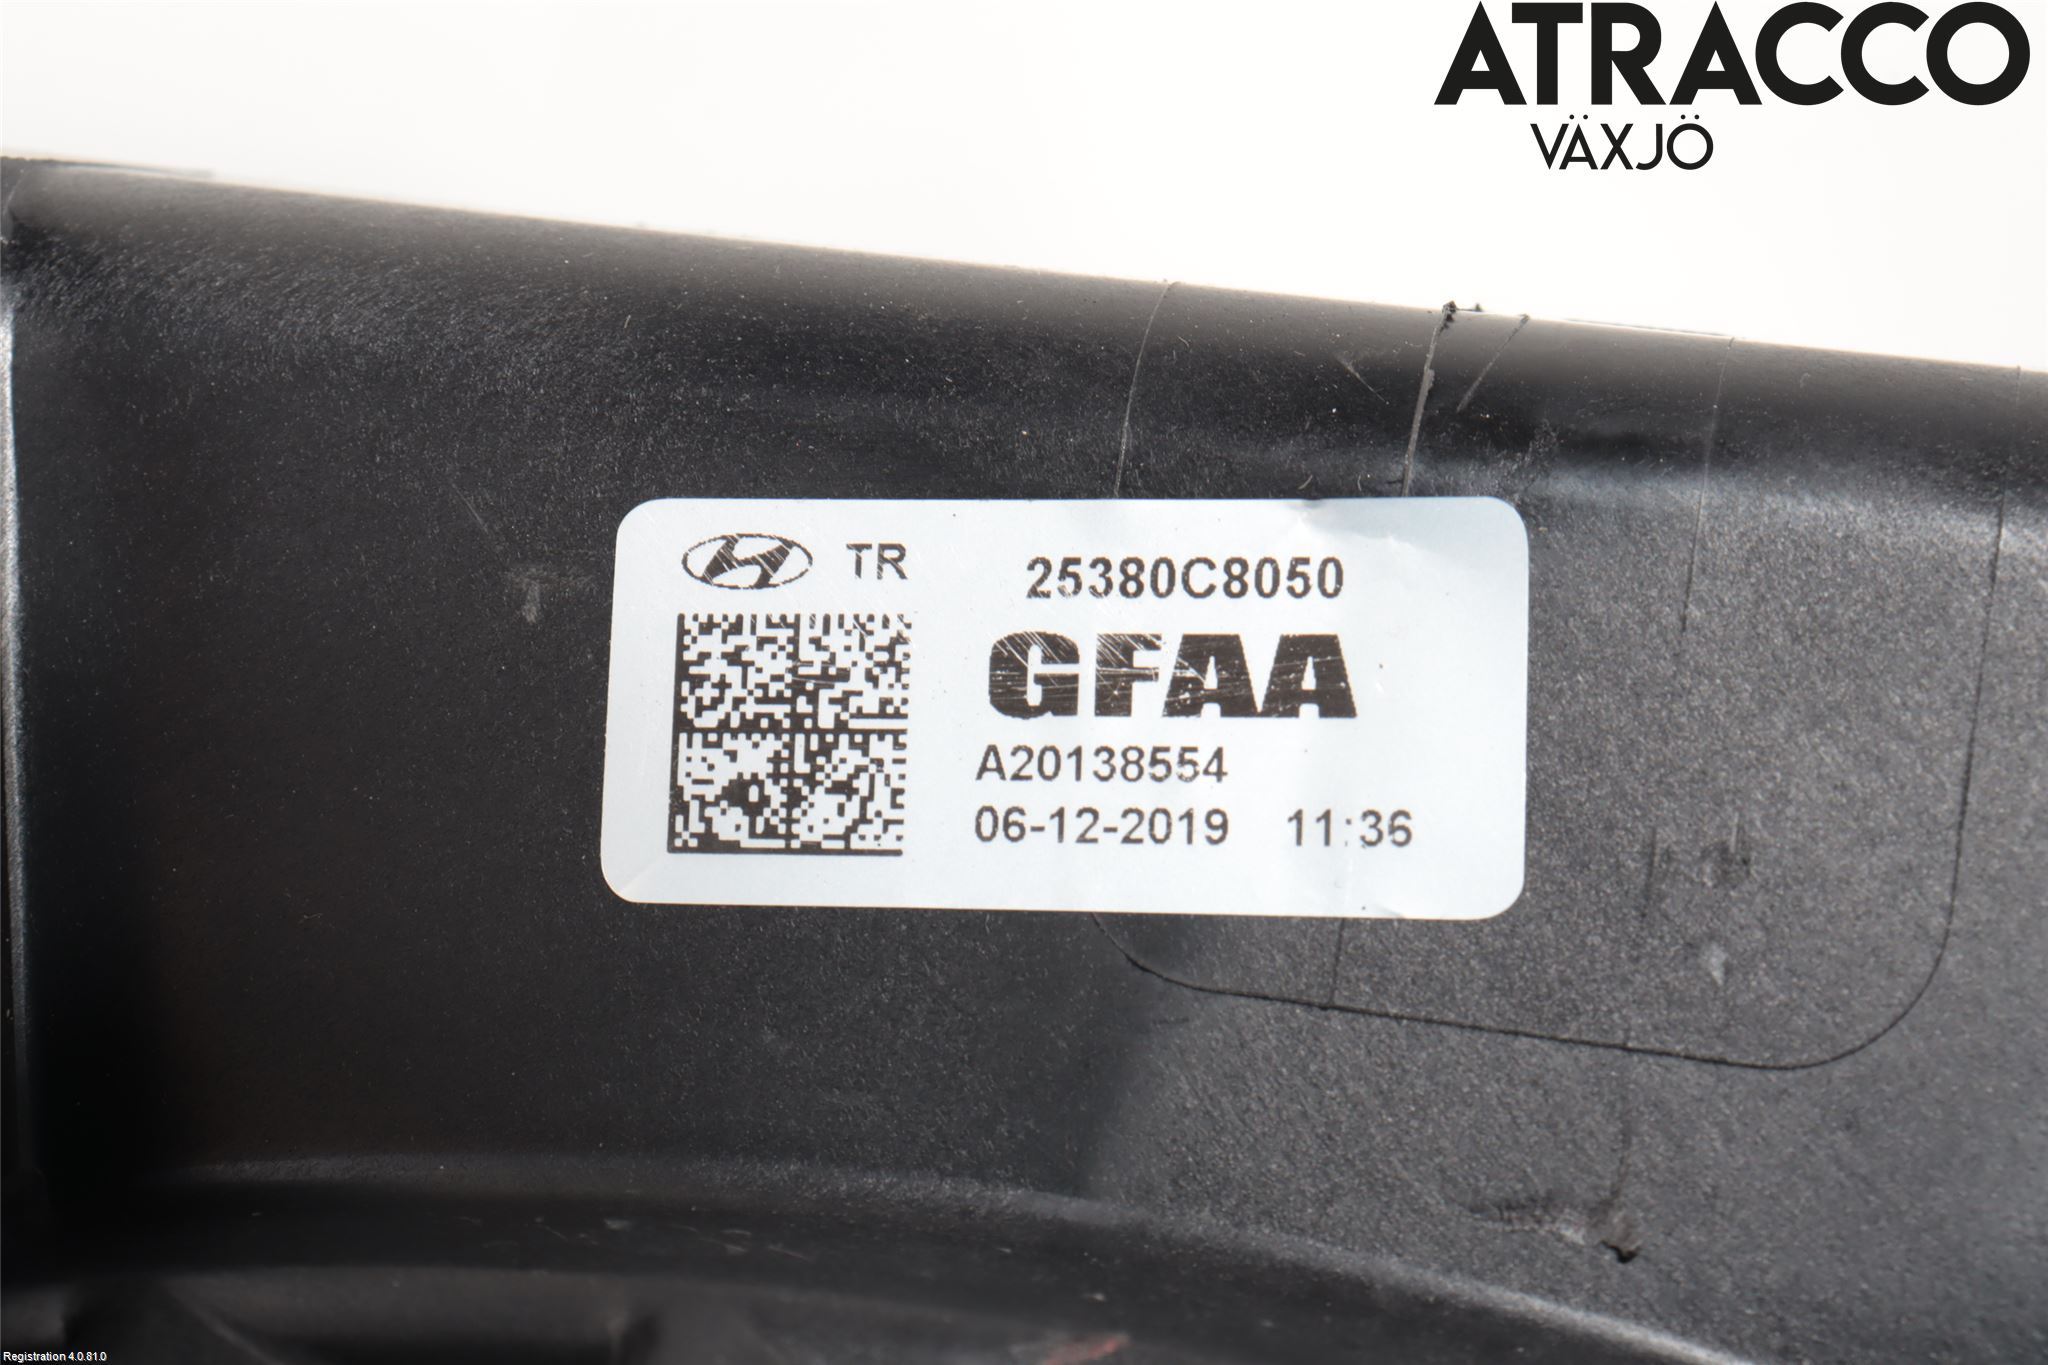 ATRACCO
VÄXJÖ
TR
25380C8050
GFAA
A20138554
06-12-2019 11:36
Registration 4.0.81.0